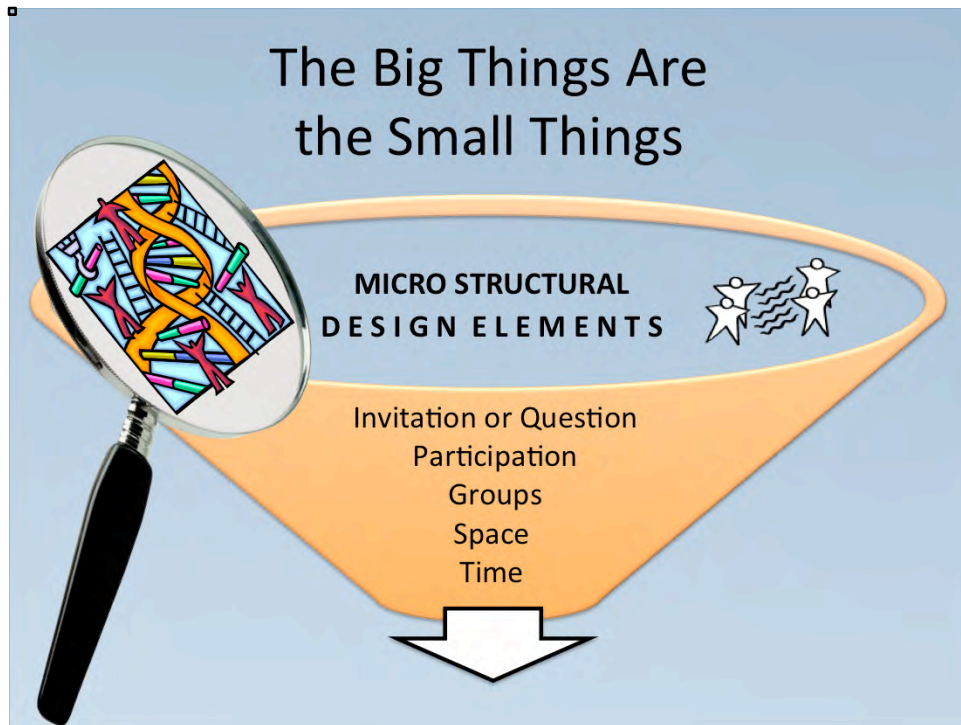 The Big Things Are
the Small Things
MICRO STRUCTURAL
DESIGN ELEMENTS
Invitation or Question
Participation
Groups
Space
Time